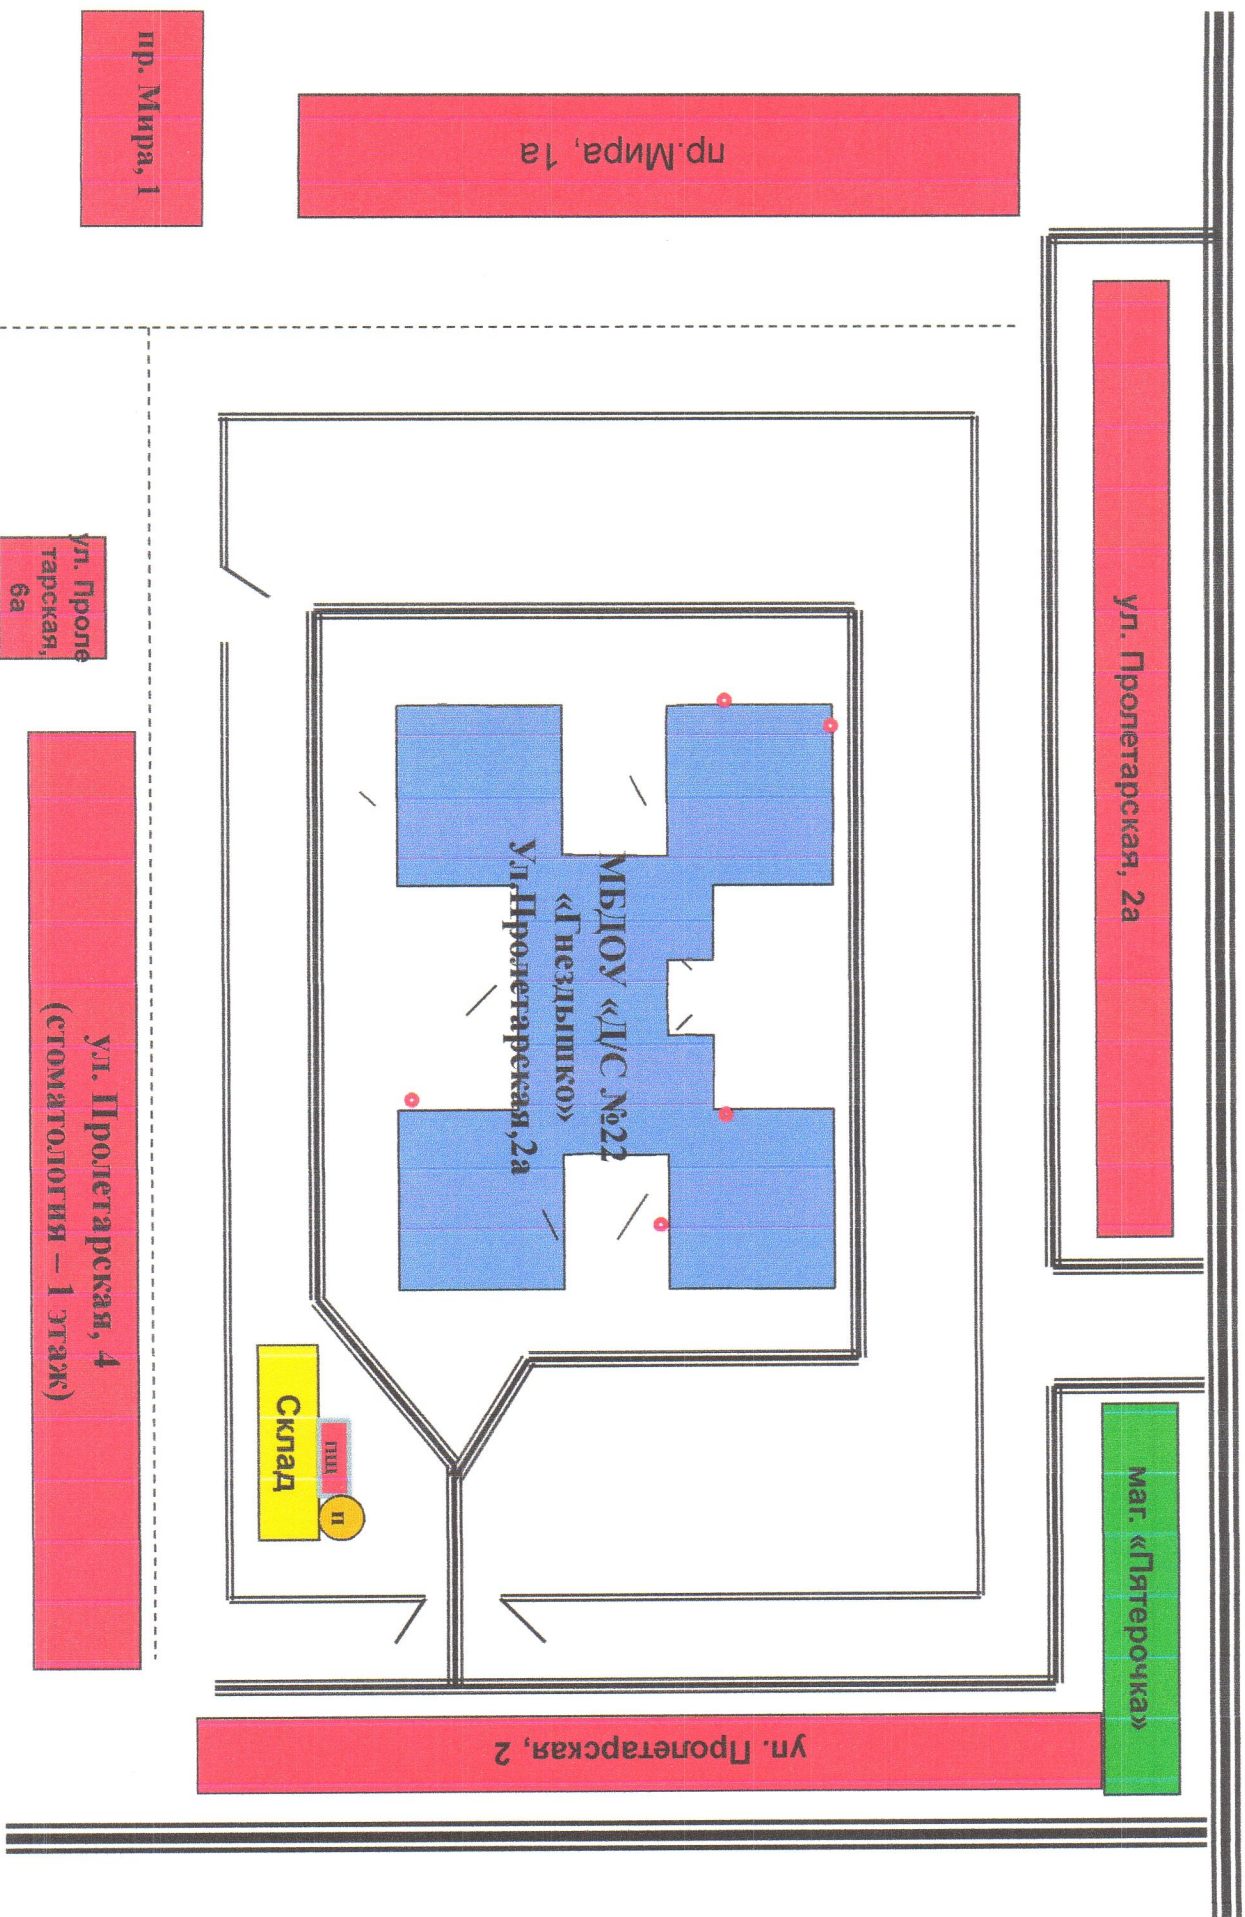 пр. Мира, 1
пр.Мира, 1а
ул. Пролетарская, 2а
ул. Проле
тарская,
6а
МБДОУ «Д/С №22
«Гнездышко»
Ул.Пролетарская,2а
ул. Пролетарская, 4
(стоматология – 1 этаж)
Склад
ПЩ
П
маг. «Пятерочка»
ул. Пролетарская, 2